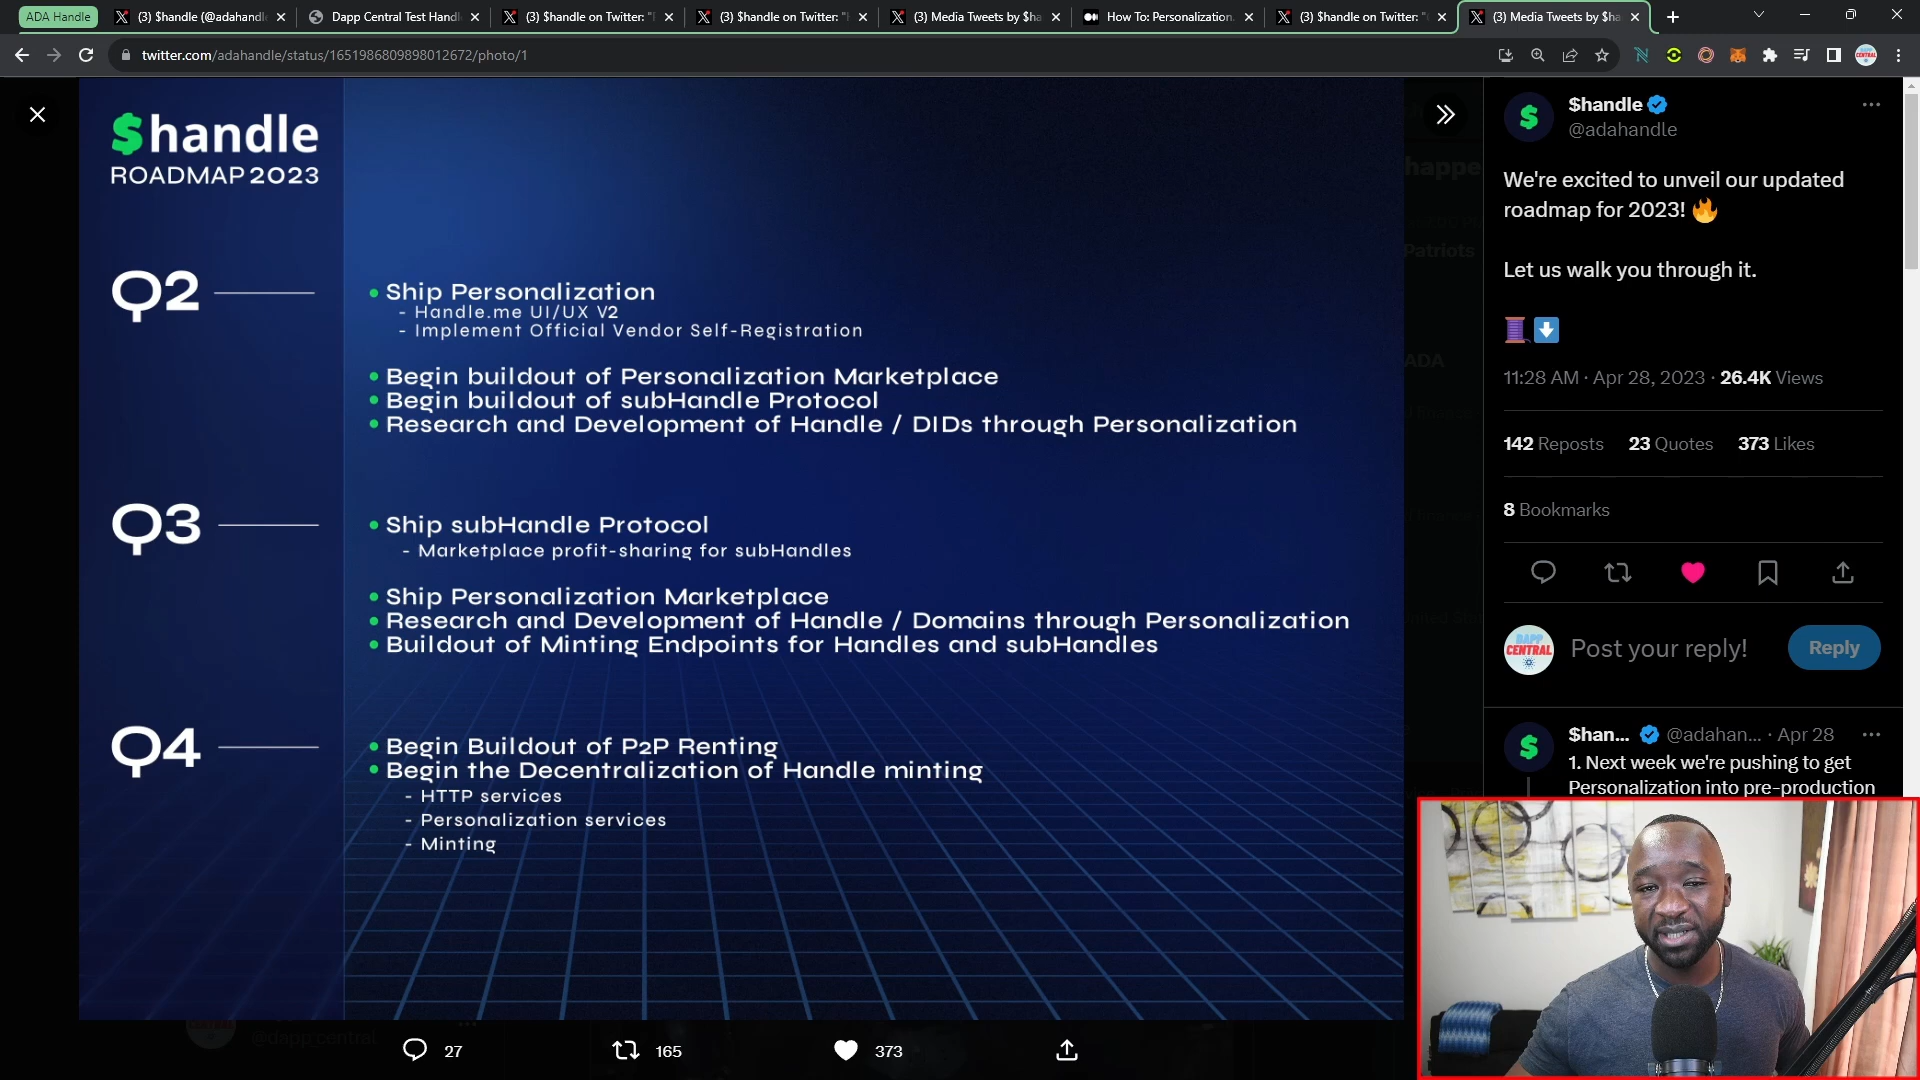 ADA Handle
(3) $handle (@adahandl
Dapp Central Test Handl
(3) $handle on Twitter: "
(3) $handle on Twitter: "
(3) Media Tweets by $ha
How To: Personalization.
(3) $handle on Twitter: "
(3) Media Tweets by $ha
twitter.com/adahandle/status/1651986809898012672/photo/1
$handle
ROADMAP 2023
Q2
Ship Personalization
- Handle.me UI/UX V2
- Implement Official Vendor Self-Registration
Begin buildout of Personalization Marketplace
Begin buildout of subHandle Protocol
Research and Development of Handle / DIDs through Personalization
Q3
Ship subHandle Protocol
- Marketplace profit-sharing for subHandles
Ship Personalization Marketplace
Research and Development of Handle / Domains through Personalization
Buildout of Minting Endpoints for Handles and subHandles
Q4
Begin Buildout of P2P Renting
Begin the Decentralization of Handle minting
- HTTP services
- Personalization services
- Minting
@dapp central
27
165
373
happe
Patriots
ADA
$handle
@adahandle
We're excited to unveil our updated
roadmap for 2023! 🔥
Let us walk you through it.
🧵⬇️
11:28 AM · Apr 28, 2023 · 26.4K Views
142 Reposts 23 Quotes 373 Likes
8 Bookmarks
DAPP
CENTRAL
Post your reply!
Reply
$han... @adahan... · Apr 28
1. Next week we're pushing to get
Personalization into pre-production